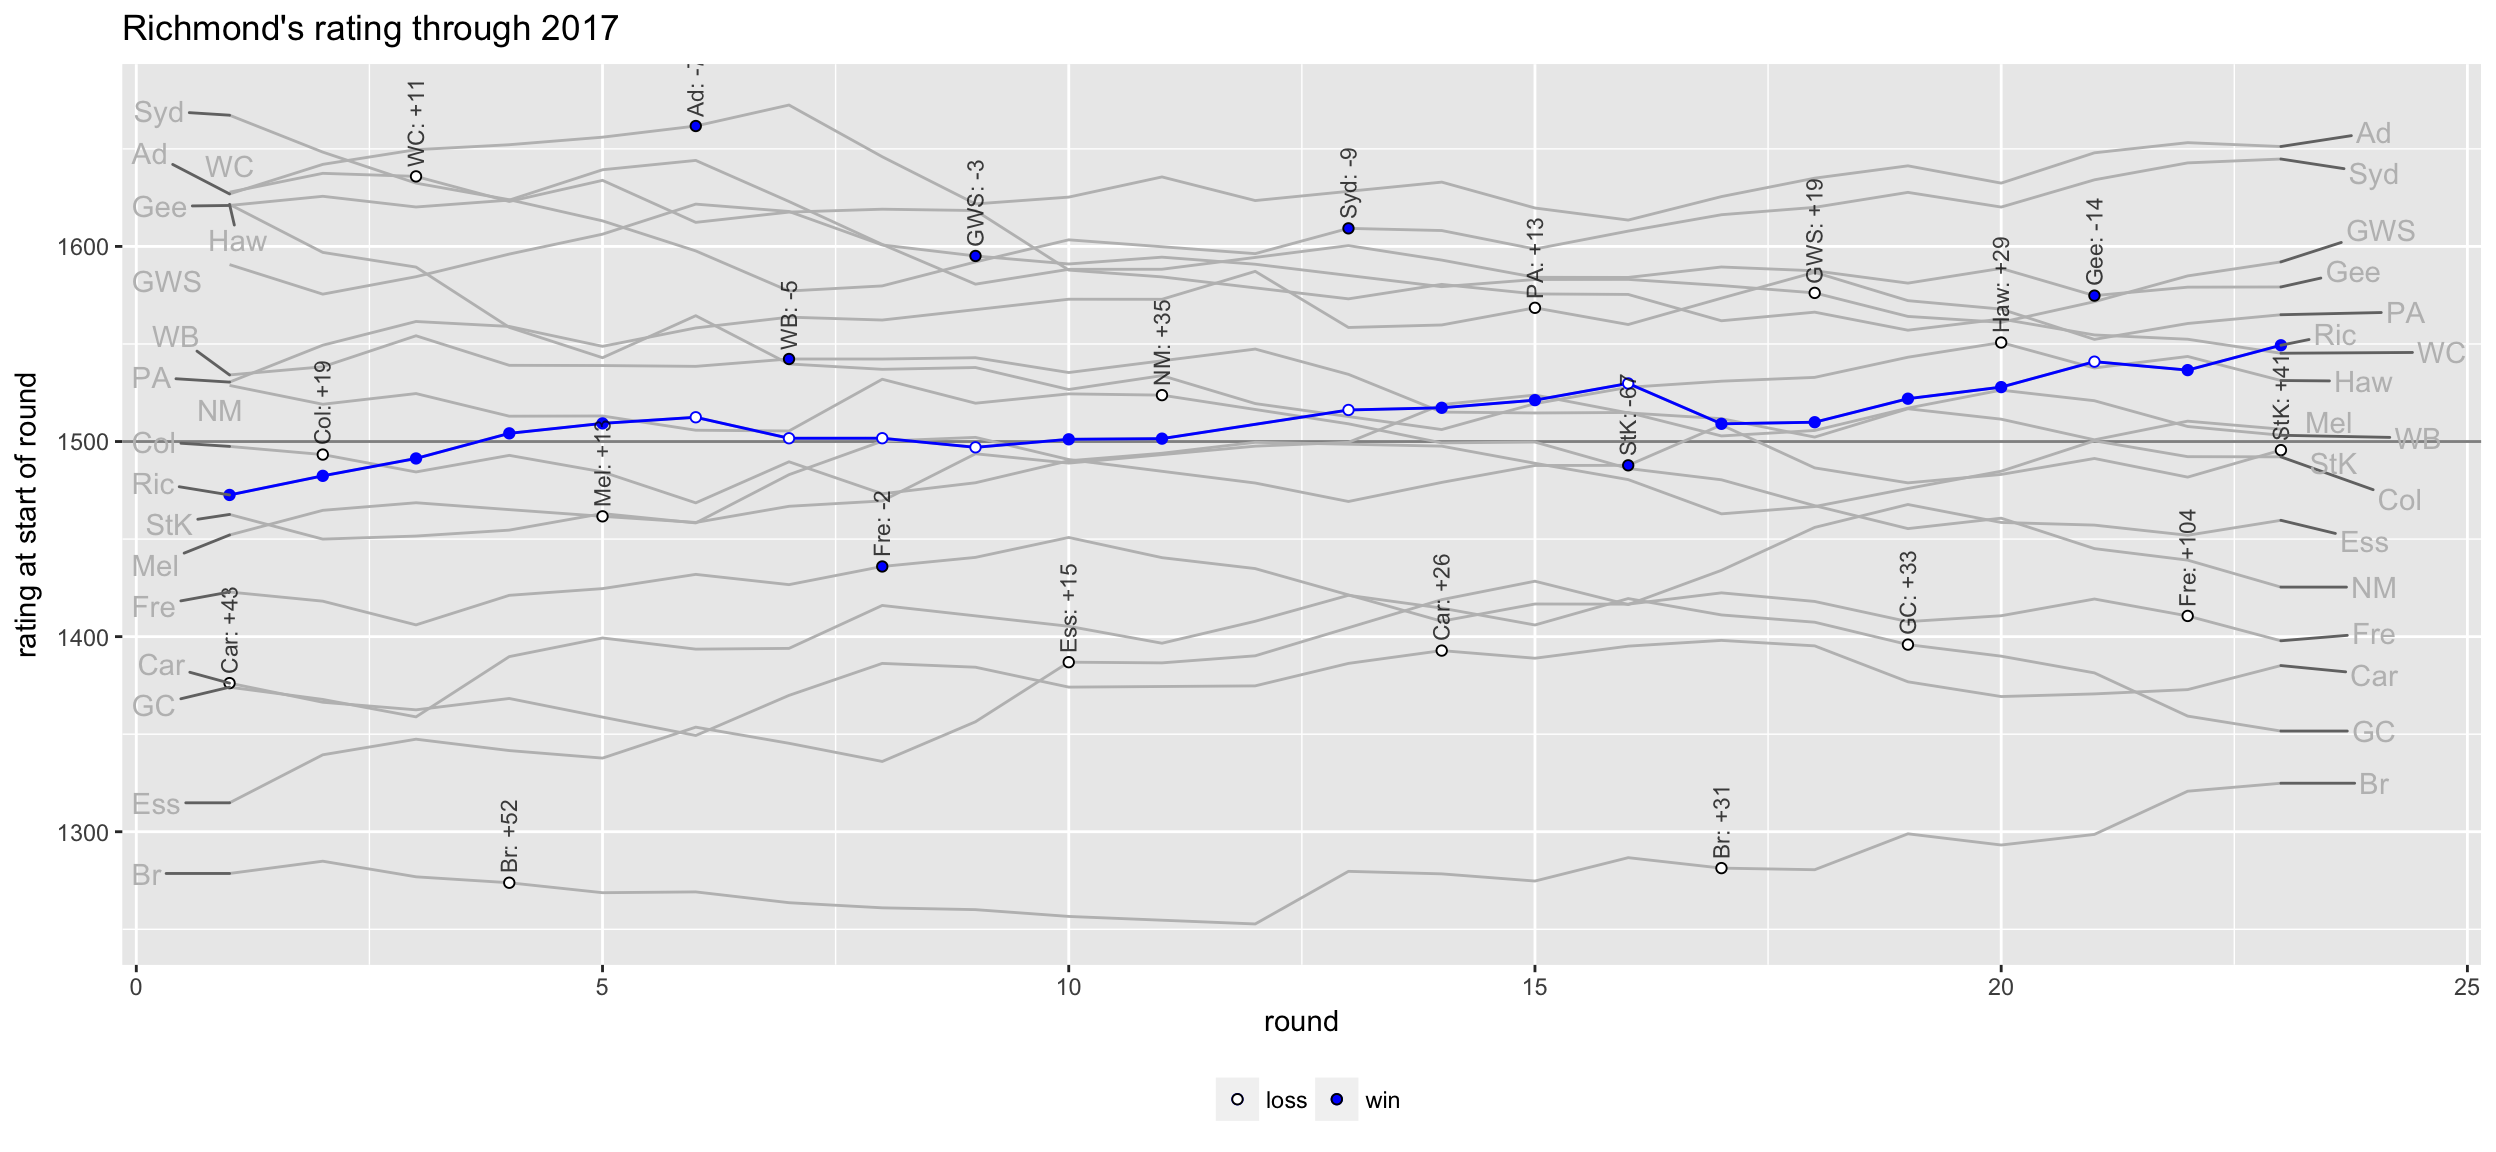 Richmond's rating through 2017
rating at start of round
1600
1500
1400
1300
Syd
Ad
WC
Gee
Haw
GWS
WB
PA
NM
Col
Ric
StK
Mel
Fre
Car
GC
Ess
Br
Car: +43
Col: +19
WC: +11
Br: +52
Mel: +13
WB: -5
Fre: -2
GWS: -3
Ess: +15
NM: +35
Syd: -9
Car: +26
PA: +13
StK: -67
Br: +31
GWS: +19
GC: +33
Haw: +29
Gee: -14
Fre: +104
StK: +41
Ad
Syd
GWS
Gee
PA
Ric
WC
Haw
Mel
WB
StK
Col
Ess
NM
Fre
Car
GC
Br
0 5 10 15 20 25
round
loss win